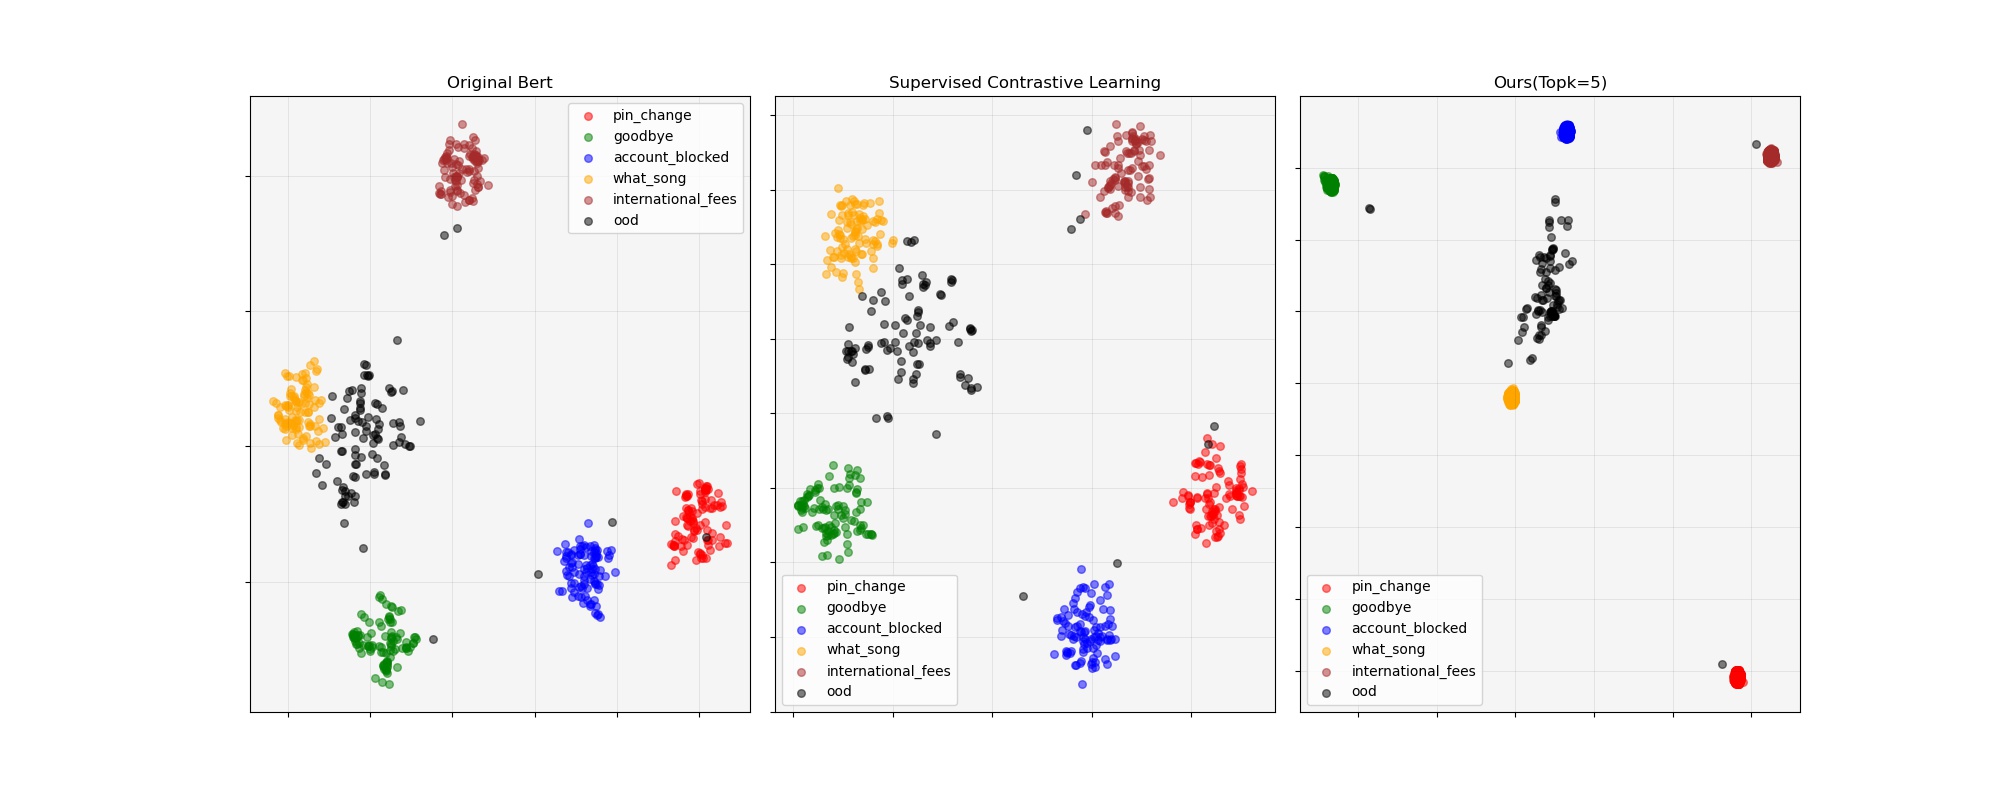 Original Bert
pin_change
goodbye
account_blocked
what_song
international_fees
ood
Supervised Contrastive Learning
pin_change
goodbye
account_blocked
what_song
international_fees
ood
Ours(Topk=5)
pin_change
goodbye
account_blocked
what_song
international_fees
ood